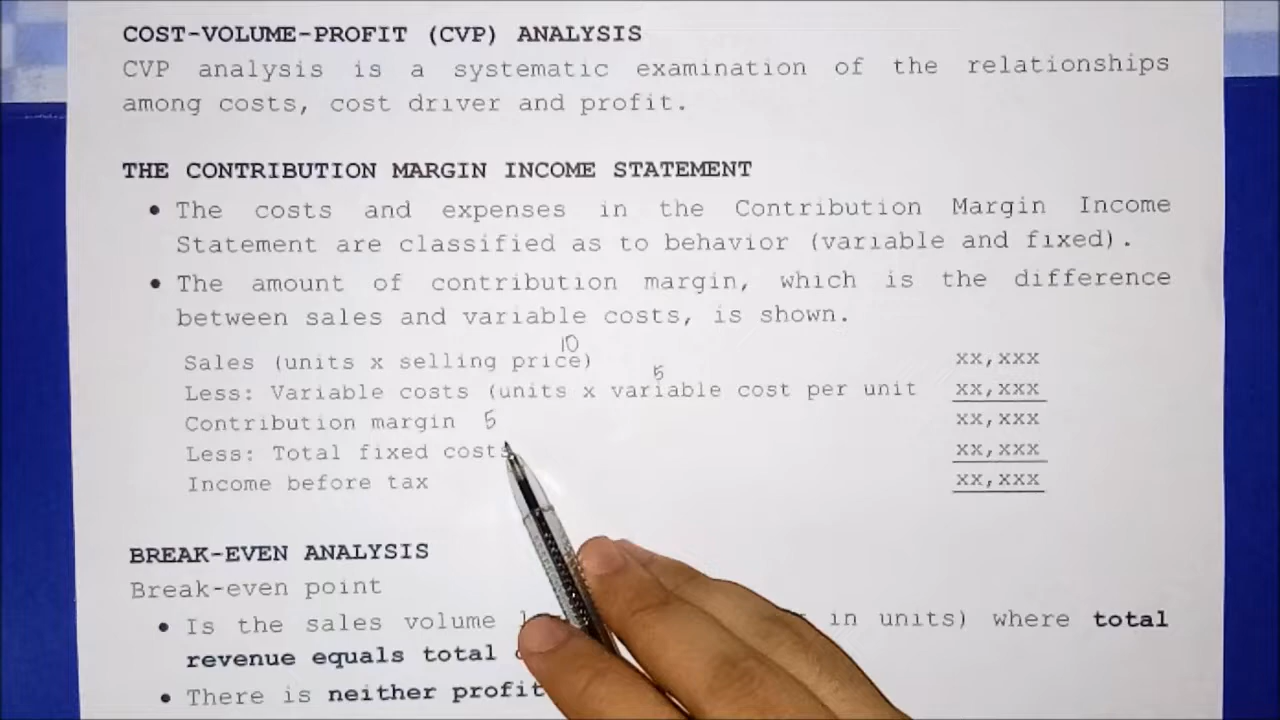 COST-VOLUME-PROFIT (CVP) ANALYSIS
CVP analysis is a systematic examination of the relationships
among costs, cost driver and profit.
THE CONTRIBUTION MARGIN INCOME STATEMENT
• The costs and expenses in the Contribution Margin Income
Statement are classified as to behavior (variable and fixed).
• The amount of contribution margin, which is the difference
between sales and variable costs, is shown.
10
Sales (units x selling price) xx,xxx
5
Less: Variable costs (units x variable cost per unit xx,xxx
Contribution margin 5 xx,xxx
Less: Total fixed costs xx,xxx
Income before tax xx,xxx
BREAK-EVEN ANALYSIS
Break-even point
• Is the sales volume in units) where total
revenue equals total
• There is neither profit